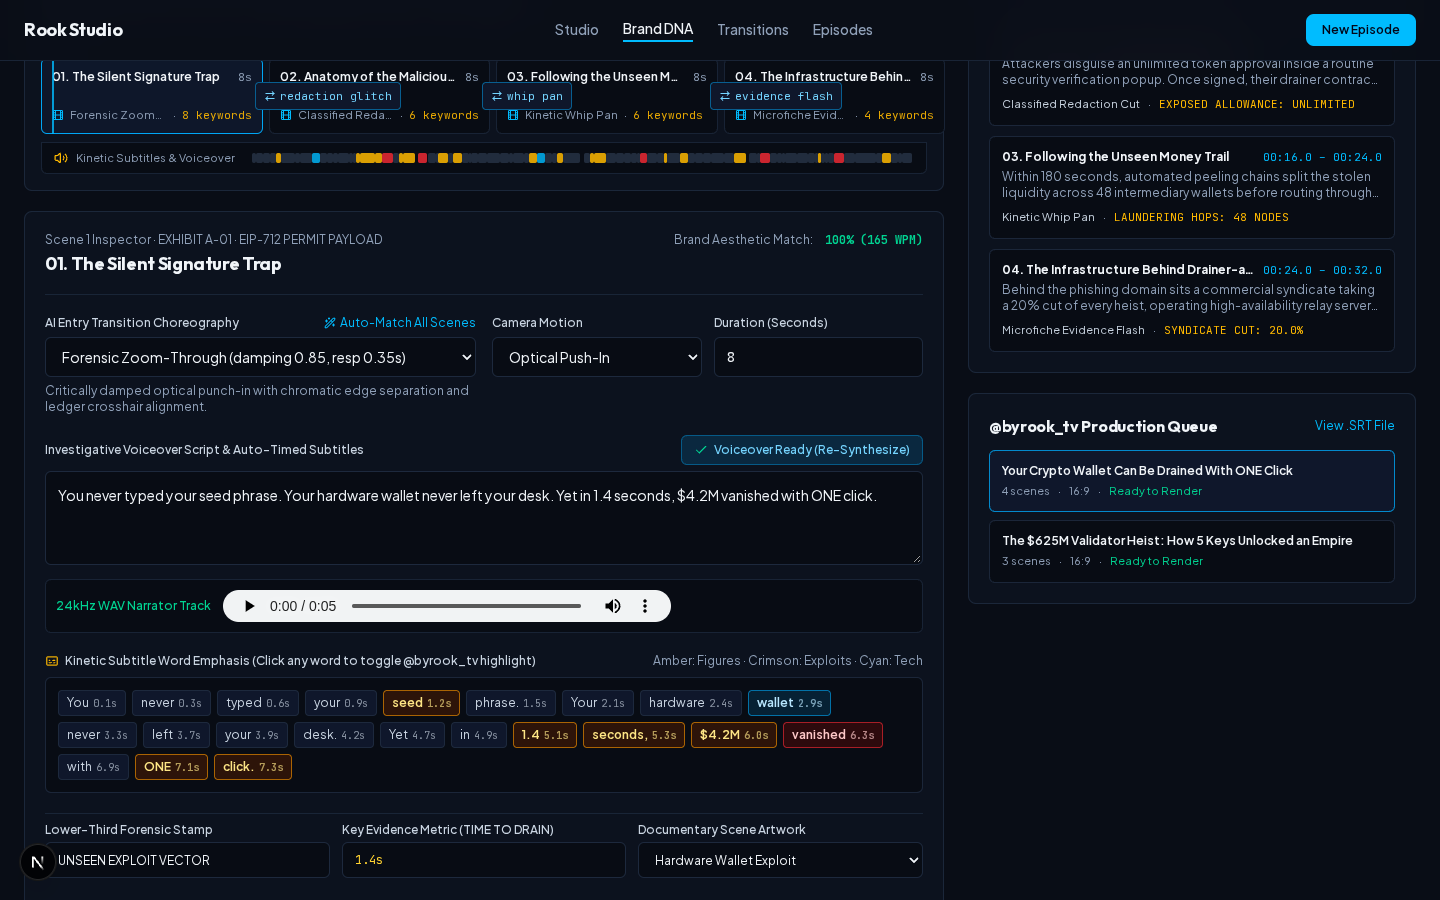 Rook Studio
Studio
Brand DNA
Transitions
Episodes
New Episode
01. The Silent Signature Trap 8s
02. Anatomy of the Maliciou... 8s
03. Following the Unseen M... 8s
04. The Infrastructure Behin... 8s
redaction glitch
whip pan
evidence flash
Forensic Zoom... · 8 keywords
Classified Reda... · 6 keywords
Kinetic Whip Pan · 6 keywords
Microfiche Evid... · 4 keywords
Kinetic Subtitles & Voiceover
Scene 1 Inspector · EXHIBIT A-01 · EIP-712 PERMIT PAYLOAD
Brand Aesthetic Match: 100% (165 WPM)
01. The Silent Signature Trap
AI Entry Transition Choreography
Auto-Match All Scenes
Camera Motion
Duration (Seconds)
Forensic Zoom-Through (damping 0.85, resp 0.35s)
Optical Push-In
8
Critically damped optical punch-in with chromatic edge separation and
ledger crosshair alignment.
Investigative Voiceover Script & Auto-Timed Subtitles
Voiceover Ready (Re-Synthesize)
You never typed your seed phrase. Your hardware wallet never left your desk. Yet in 1.4 seconds, $4.2M vanished with ONE click.
24kHz WAV Narrator Track
0:00 / 0:05
Kinetic Subtitle Word Emphasis (Click any word to toggle @byrook_tv highlight)
Amber: Figures · Crimson: Exploits · Cyan: Tech
You 0.1s never 0.3s typed 0.6s your 0.9s seed 1.2s phrase. 1.5s Your 2.1s hardware 2.4s wallet 2.9s
never 3.3s left 3.7s your 3.9s desk. 4.2s Yet 4.7s in 4.9s 1.4 5.1s seconds, 5.3s $4.2M 6.0s vanished 6.3s
with 6.9s ONE 7.1s click. 7.3s
Lower-Third Forensic Stamp
Key Evidence Metric (TIME TO DRAIN)
Documentary Scene Artwork
UNSEEN EXPLOIT VECTOR
1.4s
Hardware Wallet Exploit
N
Attackers disguise an unlimited token approval inside a routine
security verification popup. Once signed, their drainer contrac...
Classified Redaction Cut · EXPOSED ALLOWANCE: UNLIMITED
03. Following the Unseen Money Trail 00:16.0 – 00:24.0
Within 180 seconds, automated peeling chains split the stolen
liquidity across 48 intermediary wallets before routing through...
Kinetic Whip Pan · LAUNDERING HOPS: 48 NODES
04. The Infrastructure Behind Drainer-a... 00:24.0 – 00:32.0
Behind the phishing domain sits a commercial syndicate taking
a 20% cut of every heist, operating high-availability relay server...
Microfiche Evidence Flash · SYNDICATE CUT: 20.0%
@byrook_tv Production Queue
View .SRT File
Your Crypto Wallet Can Be Drained With ONE Click
4 scenes · 16:9 · Ready to Render
The $625M Validator Heist: How 5 Keys Unlocked an Empire
3 scenes · 16:9 · Ready to Render